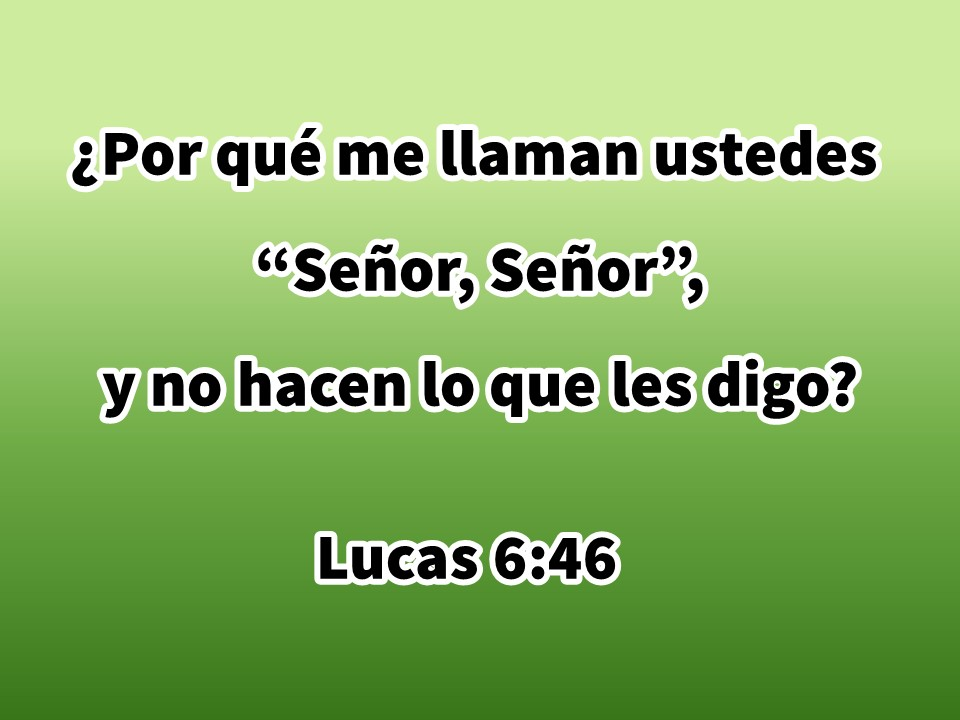 ¿Por qué me llaman ustedes
“Señor, Señor”,
y no hacen lo que les digo?
Lucas 6:46